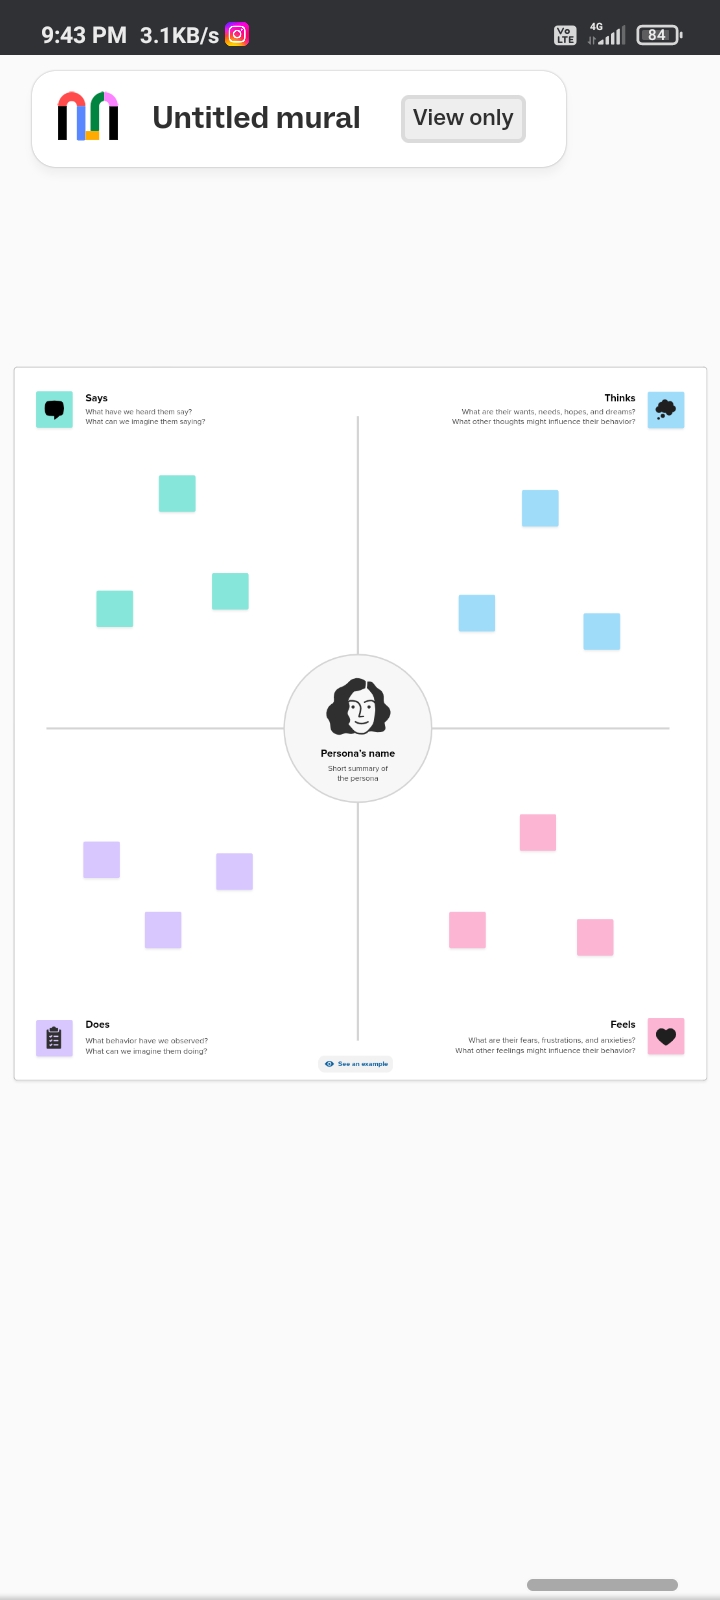 9:43 PM 3.1KB/s Vo LTE 4G 84
Untitled mural View only
Says
What have we heard them say?
What can we imagine them saying?
Thinks
What are their wants, needs, hopes, and dreams?
What other thoughts might influence their behavior?
Persona's name
Short summary of
the persona
Does
What behavior have we observed?
What can we imagine them doing?
Feels
What are their fears, frustrations, and anxieties?
What other feelings might influence their behavior?
See an example